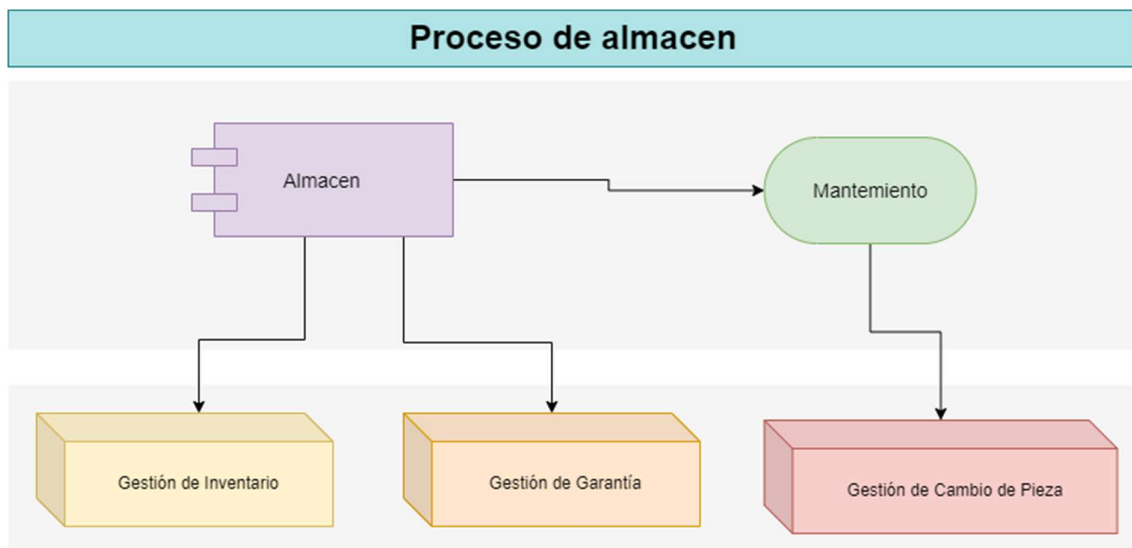 Proceso de almacen
Almacen
Mantemiento
Gestión de Inventario
Gestión de Garantía
Gestión de Cambio de Pieza